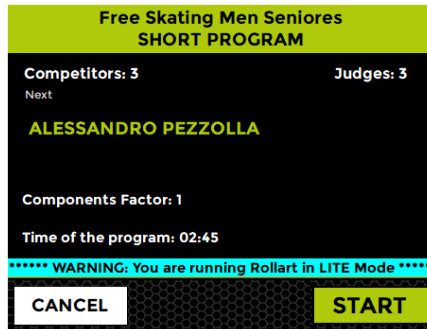 Free Skating Men Seniores
SHORT PROGRAM
Competitors: 3 Judges: 3
Next
ALESSANDRO PEZZOLLA
Components Factor: 1
Time of the program: 02:45
****** WARNING: You are running Rollart in LITE Mode *****
CANCEL START